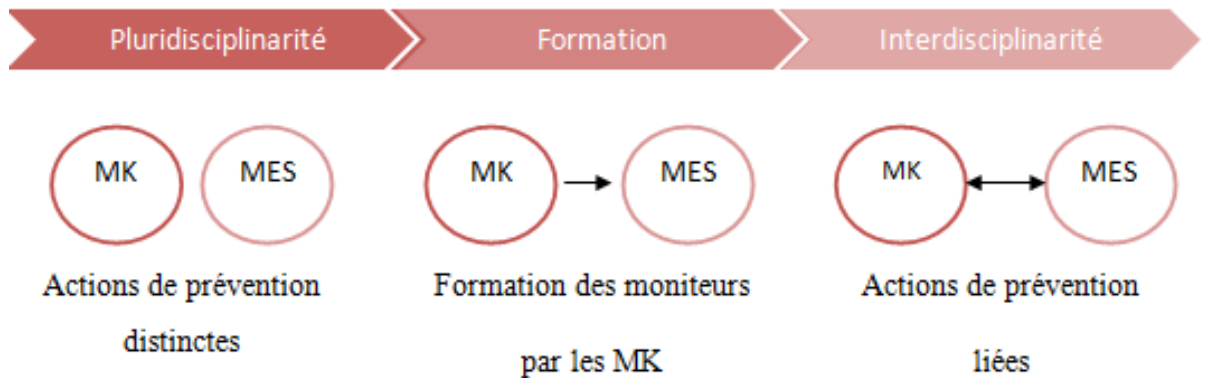 Pluridisciplinarité
Formation
Interdisciplinarité
MK
MES
MK
MES
MK
MES
Actions de prévention
distinctes
Formation des moniteurs
par les MK
Actions de prévention
liées